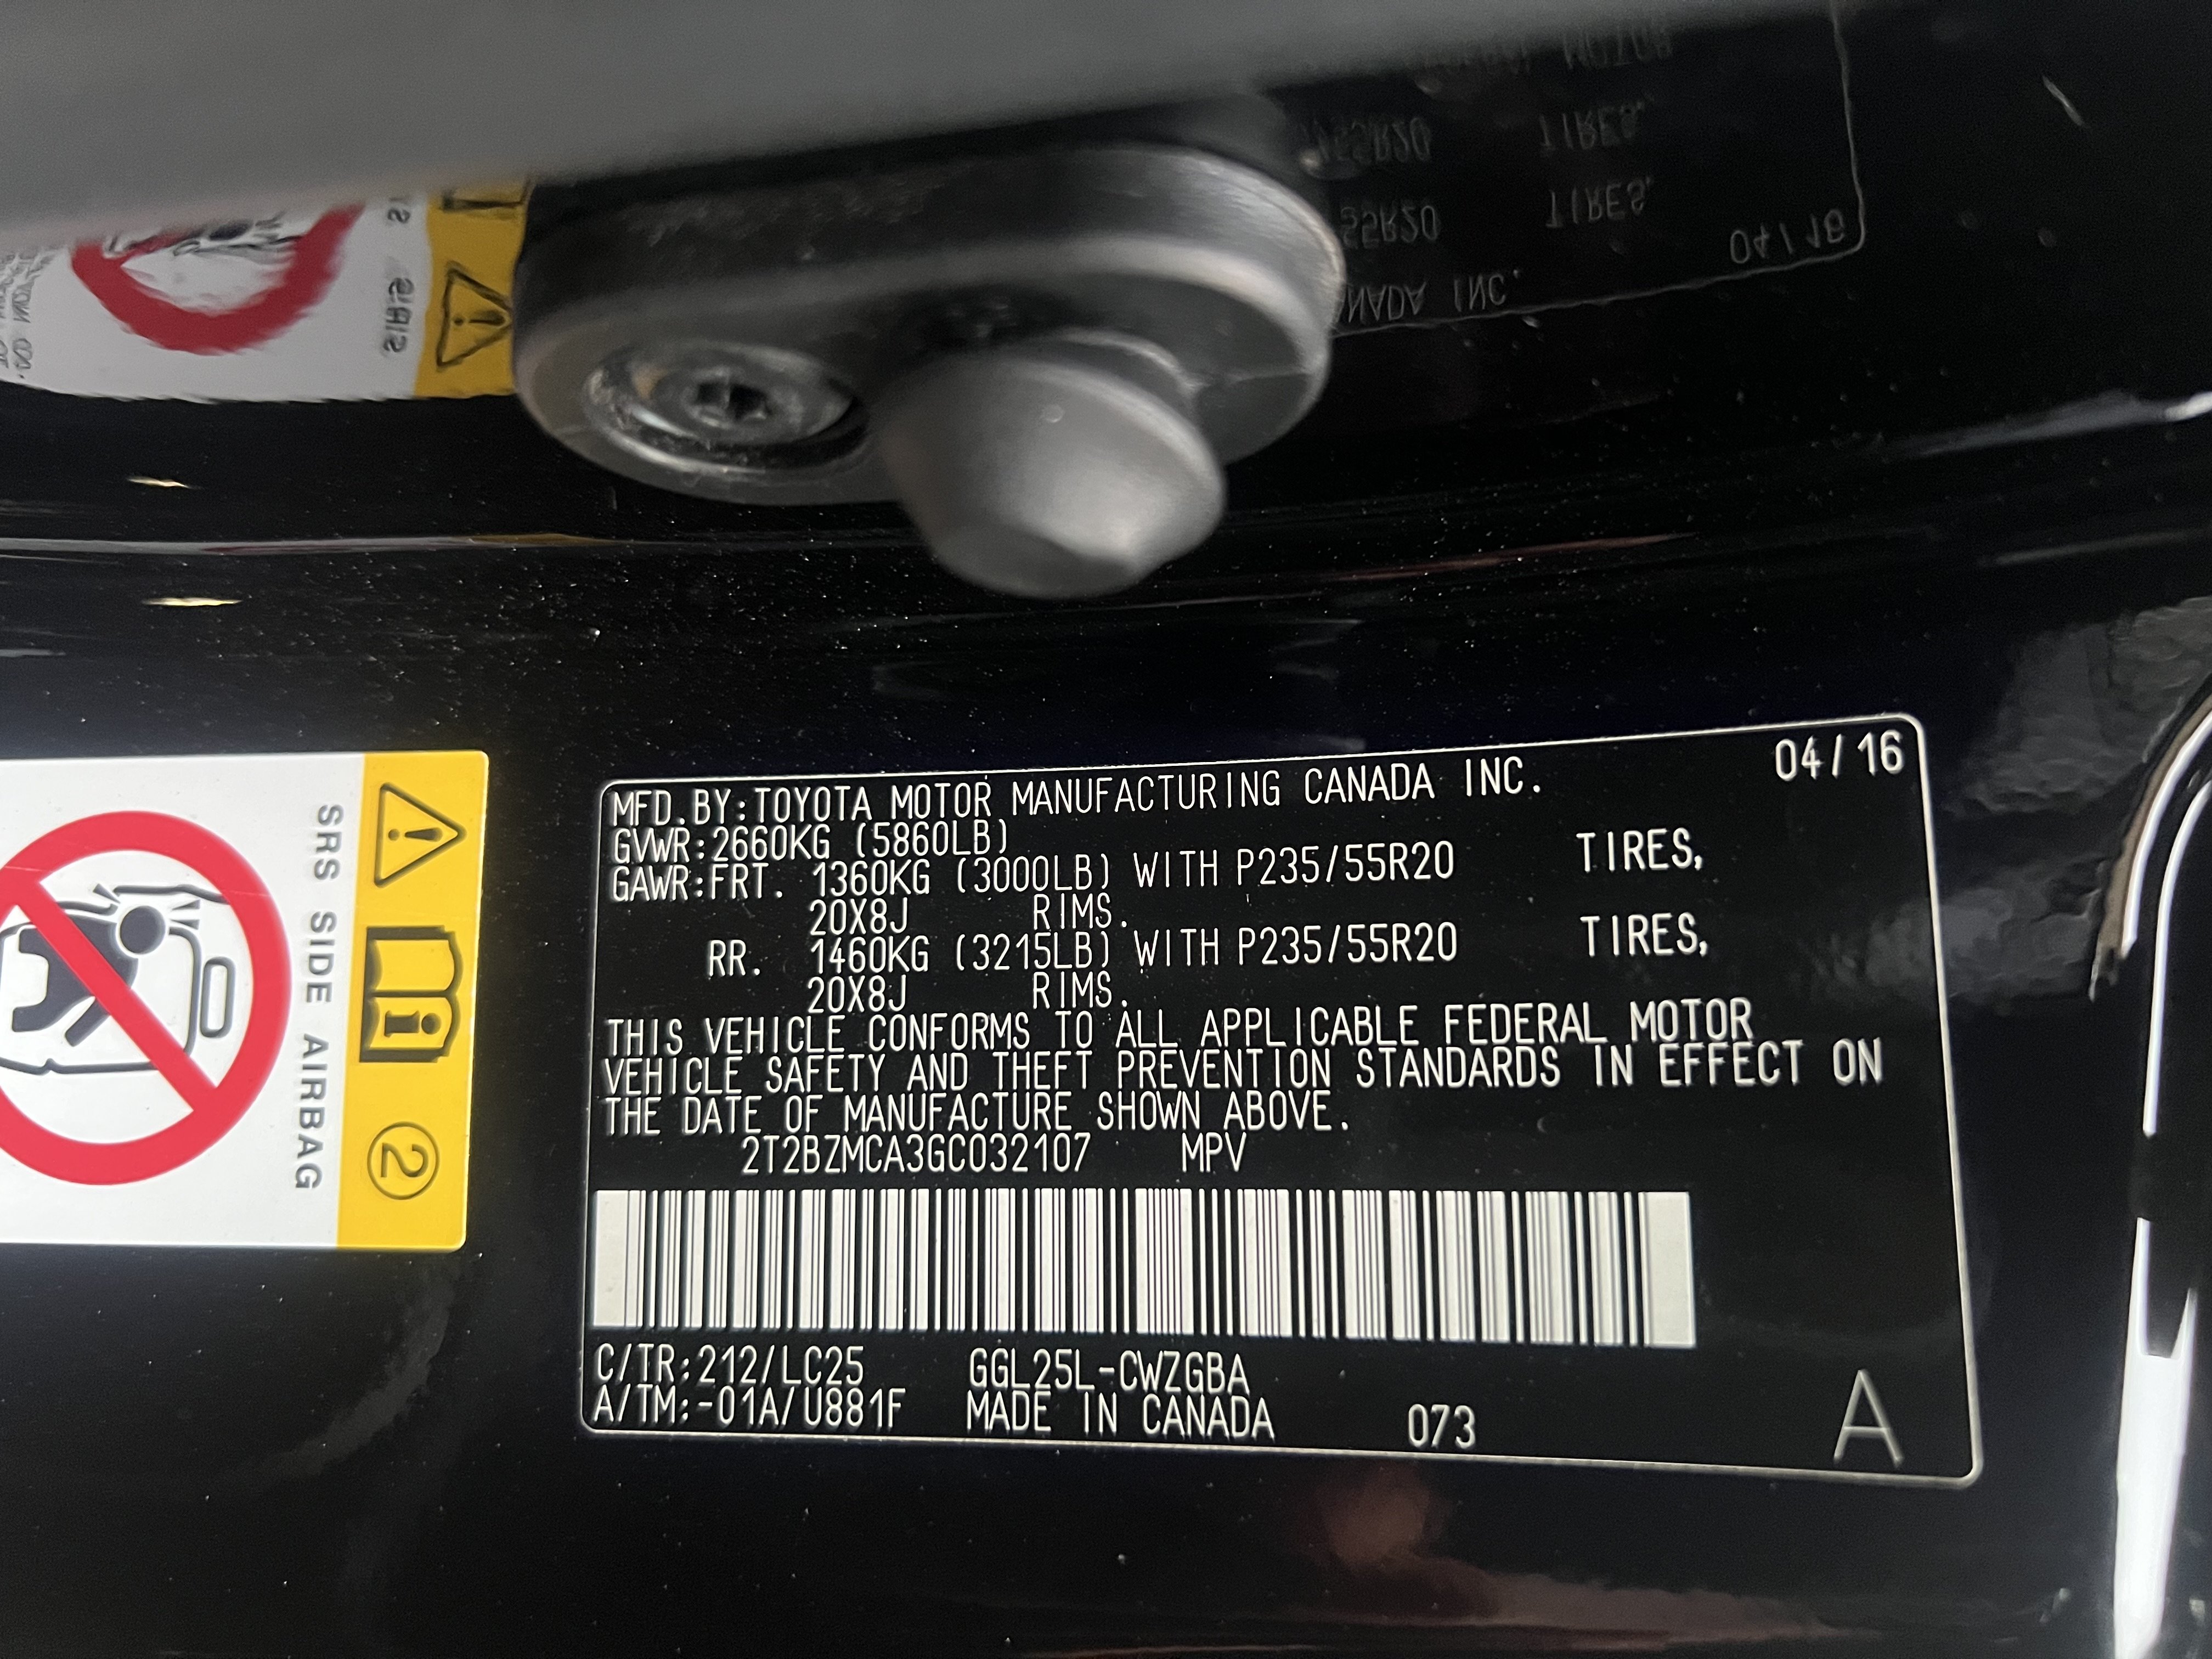 MFD.BY:TOYOTA MOTOR MANUFACTURING CANADA INC. 04/16
GVWR:2660KG (5860LB)
GAWR:FRT. 1360KG (3000LB) WITH P235/55R20 TIRES,
20X8J RIMS.
RR. 1460KG (3215LB) WITH P235/55R20 TIRES,
20X8J RIMS.
THIS VEHICLE CONFORMS TO ALL APPLICABLE FEDERAL MOTOR
VEHICLE SAFETY AND THEFT PREVENTION STANDARDS IN EFFECT ON
THE DATE OF MANUFACTURE SHOWN ABOVE.
2T2BZMCA3GC032107 MPV
C/TR:212/LC25 GGL25L-CWZGBA
A/TM:-01A/U881F MADE IN CANADA 073 A
SRS SIDE AIRBAG
2